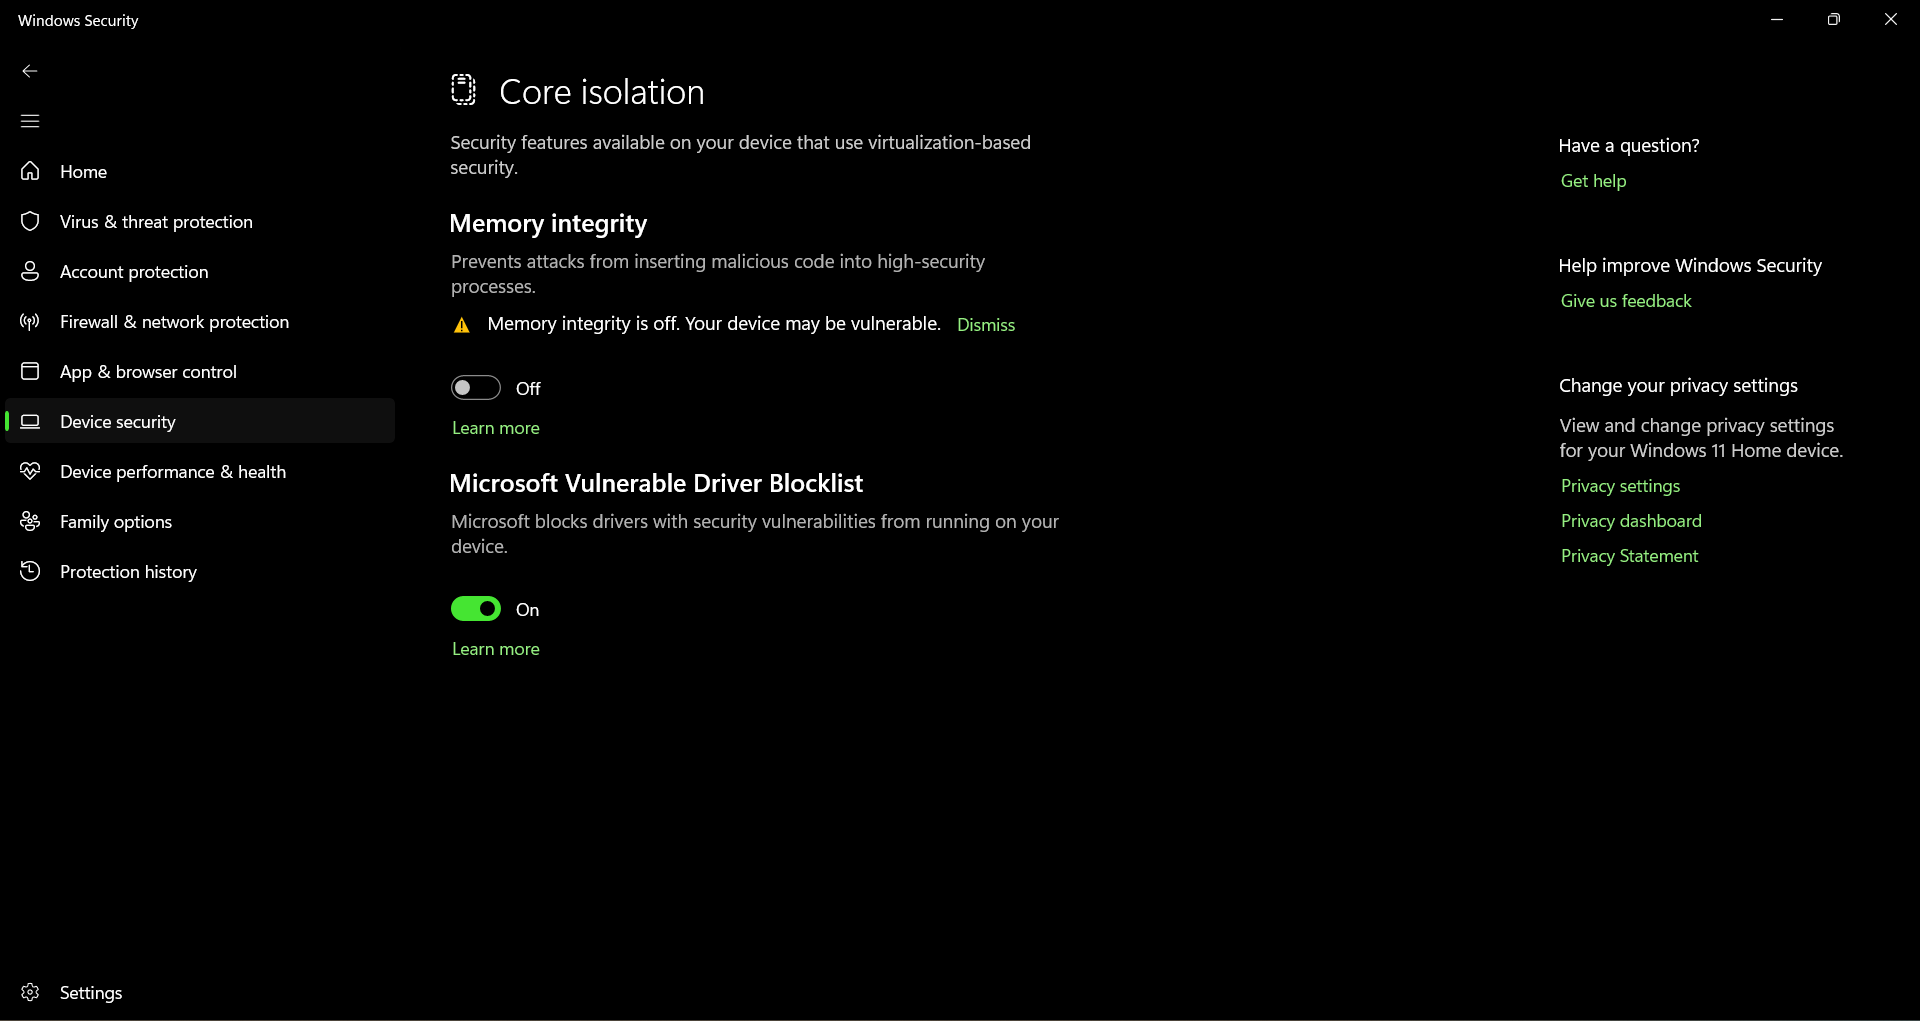 Windows Security
Home
Virus & threat protection
Account protection
Firewall & network protection
App & browser control
Device security
Device performance & health
Family options
Protection history
Settings
Core isolation
Security features available on your device that use virtualization-based
security.
Memory integrity
Prevents attacks from inserting malicious code into high-security
processes.
Memory integrity is off. Your device may be vulnerable. Dismiss
Off
Learn more
Microsoft Vulnerable Driver Blocklist
Microsoft blocks drivers with security vulnerabilities from running on your
device.
On
Learn more
Have a question?
Get help
Help improve Windows Security
Give us feedback
Change your privacy settings
View and change privacy settings
for your Windows 11 Home device.
Privacy settings
Privacy dashboard
Privacy Statement